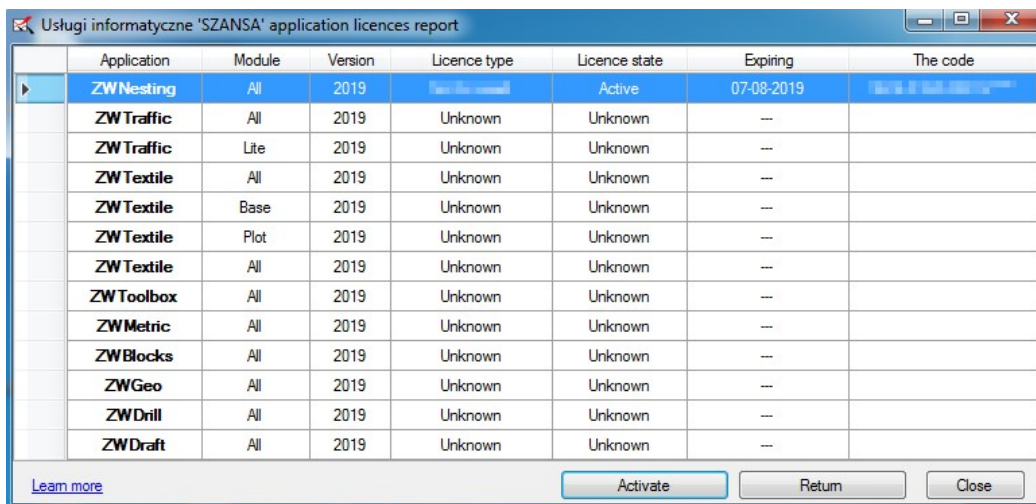 Usługi informatyczne 'SZANSA' application licences report
Application Module Version Licence type Licence state Expiring The code
ZWNesting All 2019 Active 07-08-2019
ZWTraffic All 2019 Unknown Unknown ---
ZWTraffic Lite 2019 Unknown Unknown ---
ZWTextile All 2019 Unknown Unknown ---
ZWTextile Base 2019 Unknown Unknown ---
ZWTextile Plot 2019 Unknown Unknown ---
ZWTextile All 2019 Unknown Unknown ---
ZWToolbox All 2019 Unknown Unknown ---
ZWMetric All 2019 Unknown Unknown ---
ZWBlocks All 2019 Unknown Unknown ---
ZWGeo All 2019 Unknown Unknown ---
ZWDrill All 2019 Unknown Unknown ---
ZWDraft All 2019 Unknown Unknown ---
Learn more Activate Return Close